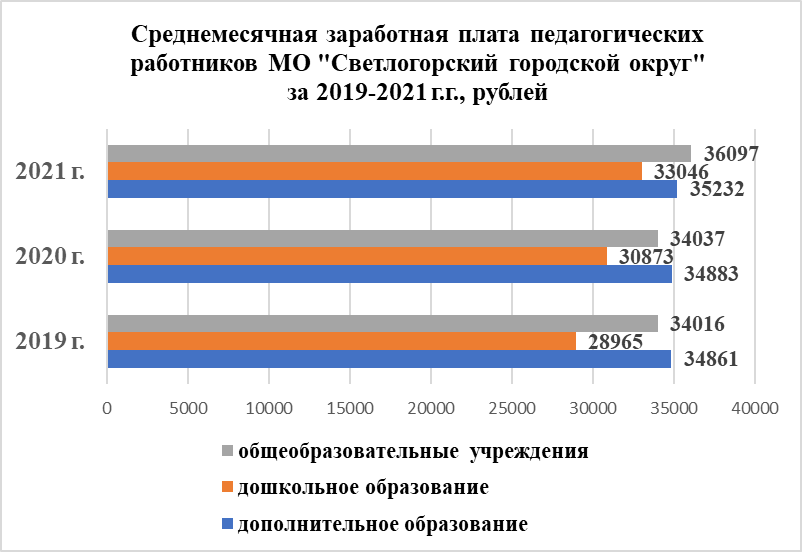 Среднемесячная заработная плата педагогических
работников МО "Светлогорский городской округ"
за 2019-2021 г.г., рублей
2021 г.
36097
33046
35232
2020 г.
34037
30873
34883
2019 г.
34016
28965
34861
0 5000 10000 15000 20000 25000 30000 35000 40000
общеобразовательные учреждения
дошкольное образование
дополнительное образование